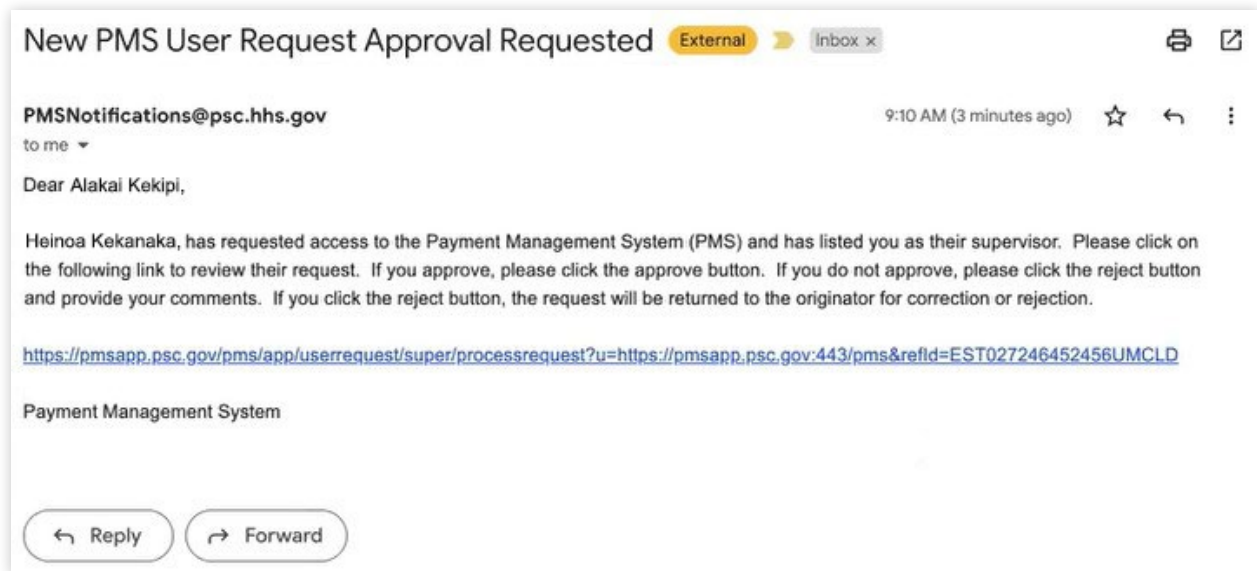 New PMS User Request Approval Requested External Inbox x
PMSNotifications@psc.hhs.gov 9:10 AM (3 minutes ago)
to me
Dear Alakai Kekipi,
Heinoa Kekanaka, has requested access to the Payment Management System (PMS) and has listed you as their supervisor. Please click on
the following link to review their request. If you approve, please click the approve button. If you do not approve, please click the reject button
and provide your comments. If you click the reject button, the request will be returned to the originator for correction or rejection.
https://pmsapp.psc.gov/pms/app/userrequest/super/processrequest?u=https://pmsapp.psc.gov:443/pms&refId=EST027246452456UMCLD
Payment Management System
Reply Forward